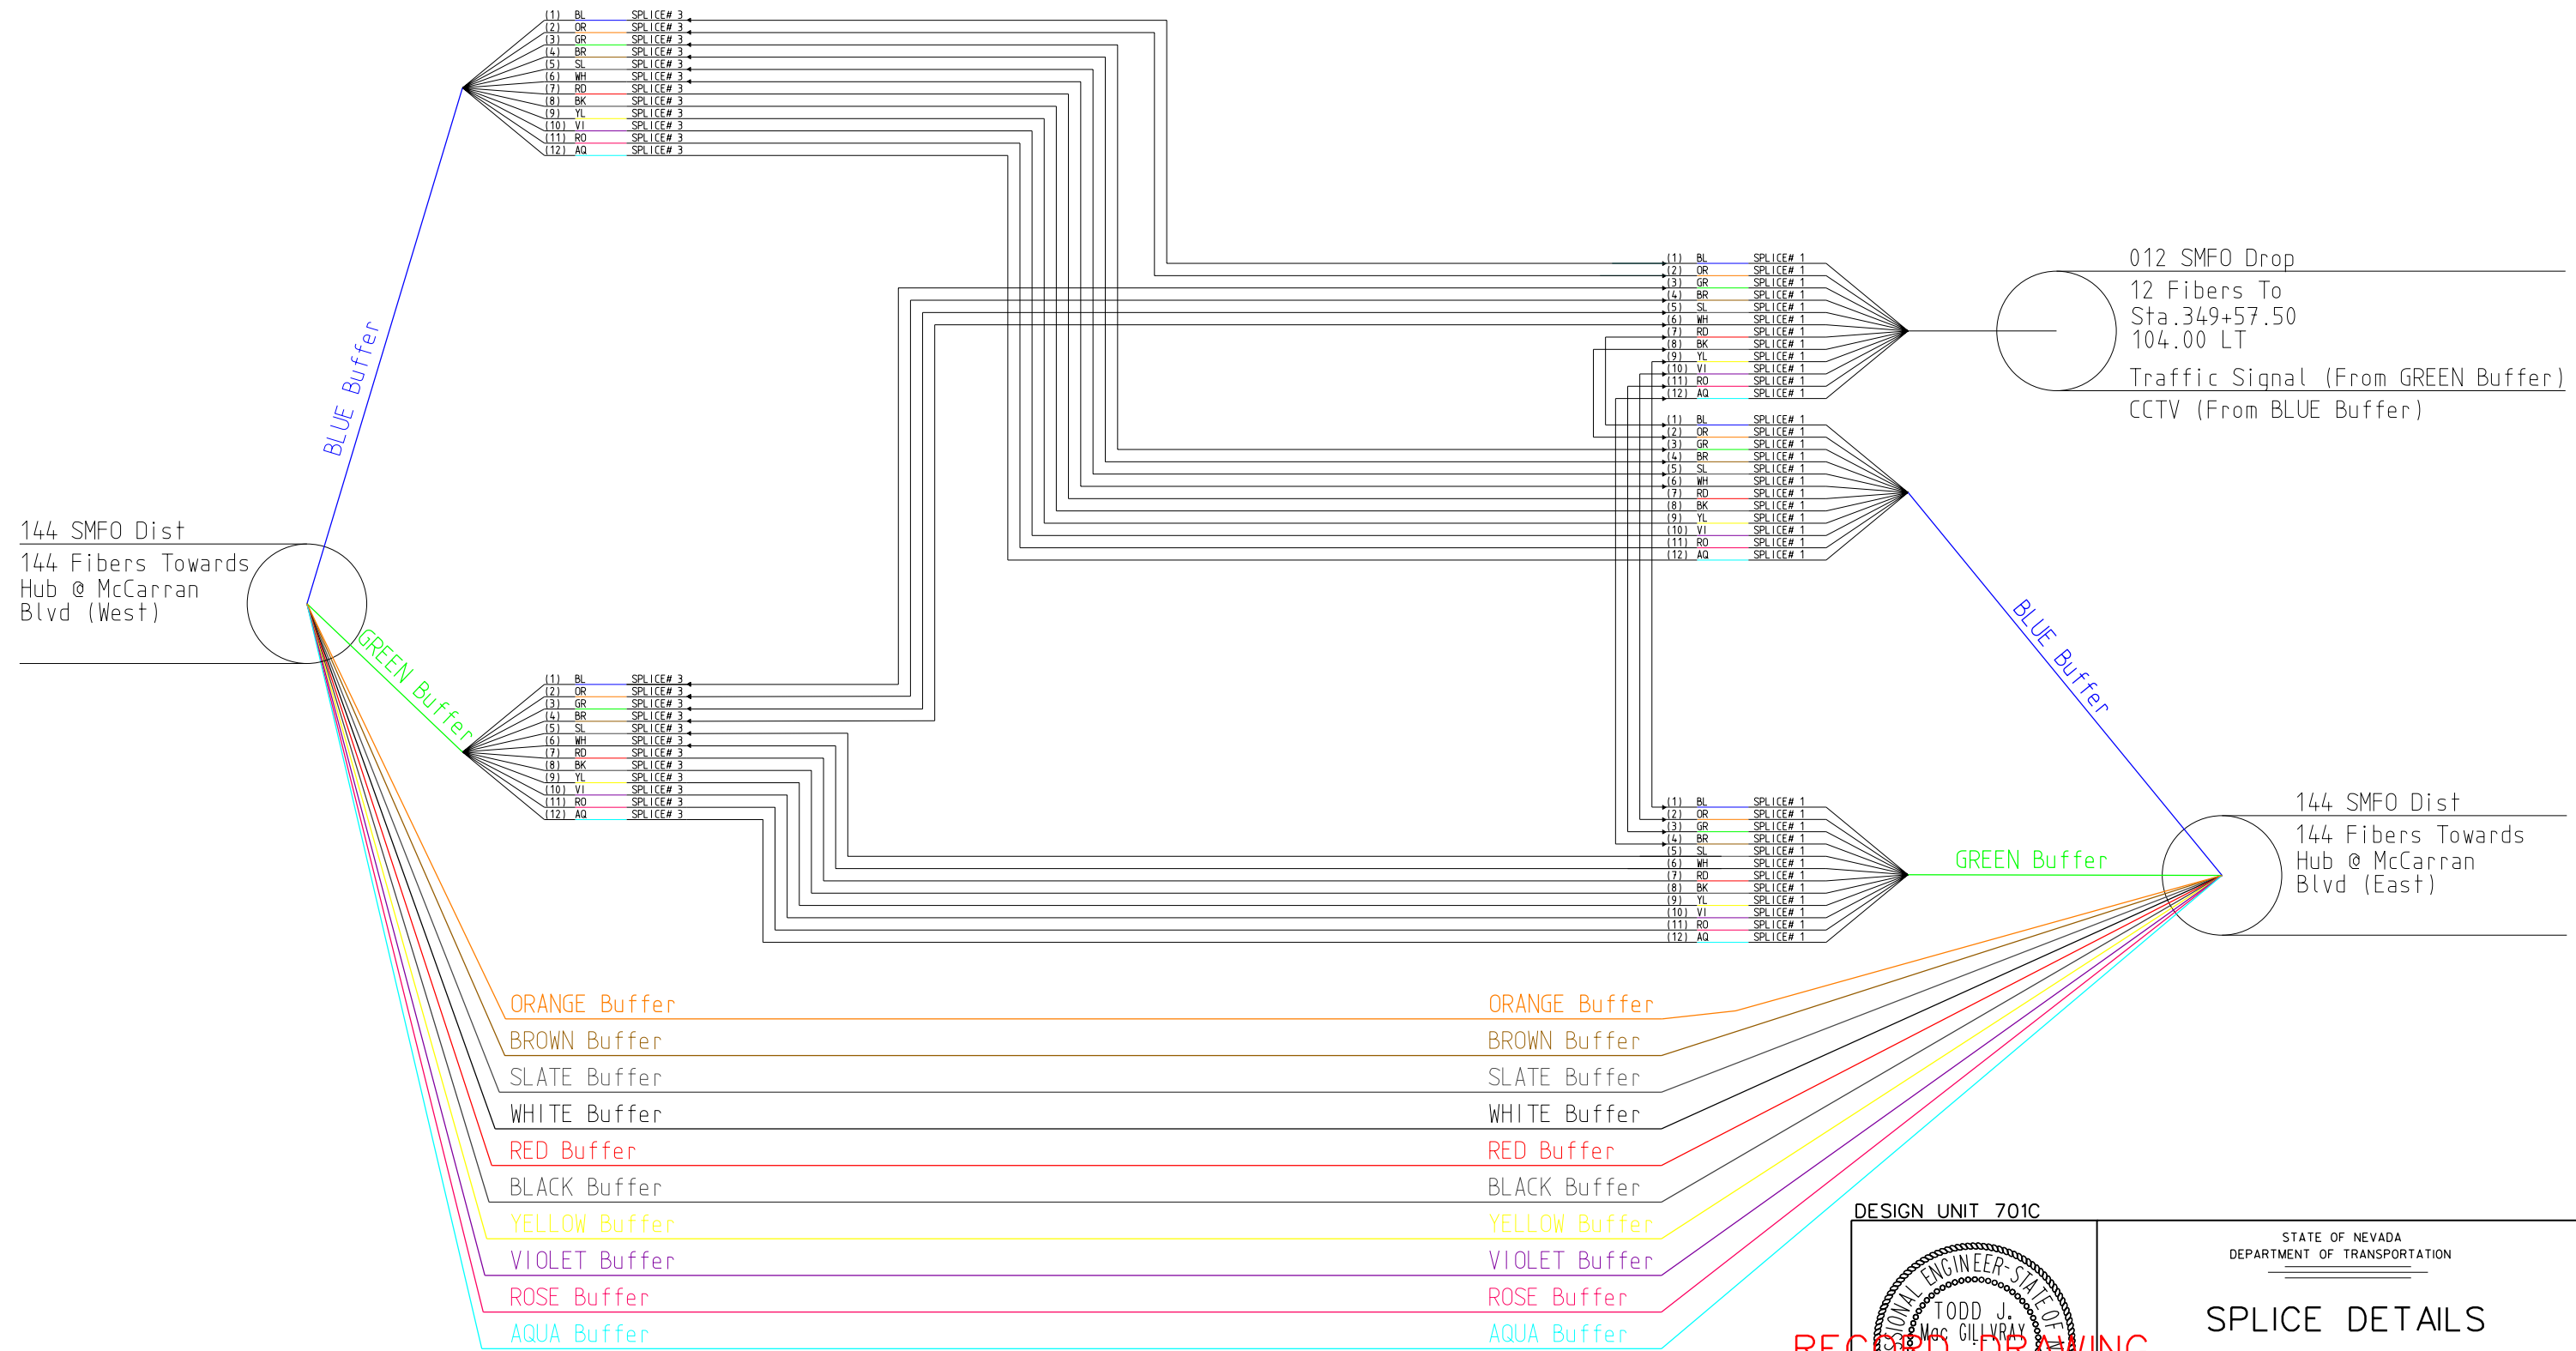 (1) BL SPLICE# 3
(2) OR SPLICE# 3
(3) GR SPLICE# 3
(4) BR SPLICE# 3
(5) SL SPLICE# 3
(6) WH SPLICE# 3
(7) RD SPLICE# 3
(8) BK SPLICE# 3
(9) YL SPLICE# 3
(10) VI SPLICE# 3
(11) RO SPLICE# 3
(12) AQ SPLICE# 3
BLUE Buffer
(1) BL SPLICE# 1
(2) OR SPLICE# 1
(3) GR SPLICE# 1
(4) BR SPLICE# 1
(5) SL SPLICE# 1
(6) WH SPLICE# 1
(7) RD SPLICE# 1
(8) BK SPLICE# 1
(9) YL SPLICE# 1
(10) VI SPLICE# 1
(11) RO SPLICE# 1
(12) AQ SPLICE# 1
012 SMFO Drop
12 Fibers To
Sta.349+57.50
104.00 LT
Traffic Signal (From GREEN Buffer)
CCTV (From BLUE Buffer)
(1) BL SPLICE# 1
(2) OR SPLICE# 1
(3) GR SPLICE# 1
(4) BR SPLICE# 1
(5) SL SPLICE# 1
(6) WH SPLICE# 1
(7) RD SPLICE# 1
(8) BK SPLICE# 1
(9) YL SPLICE# 1
(10) VI SPLICE# 1
(11) RO SPLICE# 1
(12) AQ SPLICE# 1
BLUE Buffer
144 SMFO Dist
144 Fibers Towards
Hub @ McCarran
Blvd (West)
GREEN Buffer
(1) BL SPLICE# 3
(2) OR SPLICE# 3
(3) GR SPLICE# 3
(4) BR SPLICE# 3
(5) SL SPLICE# 3
(6) WH SPLICE# 3
(7) RD SPLICE# 3
(8) BK SPLICE# 3
(9) YL SPLICE# 3
(10) VI SPLICE# 3
(11) RO SPLICE# 3
(12) AQ SPLICE# 3
(1) BL SPLICE# 1
(2) OR SPLICE# 1
(3) GR SPLICE# 1
(4) BR SPLICE# 1
(5) SL SPLICE# 1
(6) WH SPLICE# 1
(7) RD SPLICE# 1
(8) BK SPLICE# 1
(9) YL SPLICE# 1
(10) VI SPLICE# 1
(11) RO SPLICE# 1
(12) AQ SPLICE# 1
GREEN Buffer
144 SMFO Dist
144 Fibers Towards
Hub @ McCarran
Blvd (East)
ORANGE Buffer ORANGE Buffer
BROWN Buffer BROWN Buffer
SLATE Buffer SLATE Buffer
WHITE Buffer WHITE Buffer
RED Buffer RED Buffer
BLACK Buffer BLACK Buffer
YELLOW Buffer YELLOW Buffer
VIOLET Buffer VIOLET Buffer
ROSE Buffer ROSE Buffer
AQUA Buffer AQUA Buffer
DESIGN UNIT 701C
ENGINEER-STATE OF
TODD J.
Mac GILLVRAY
RECORD DRAWING
STATE OF NEVADA
DEPARTMENT OF TRANSPORTATION
SPLICE DETAILS